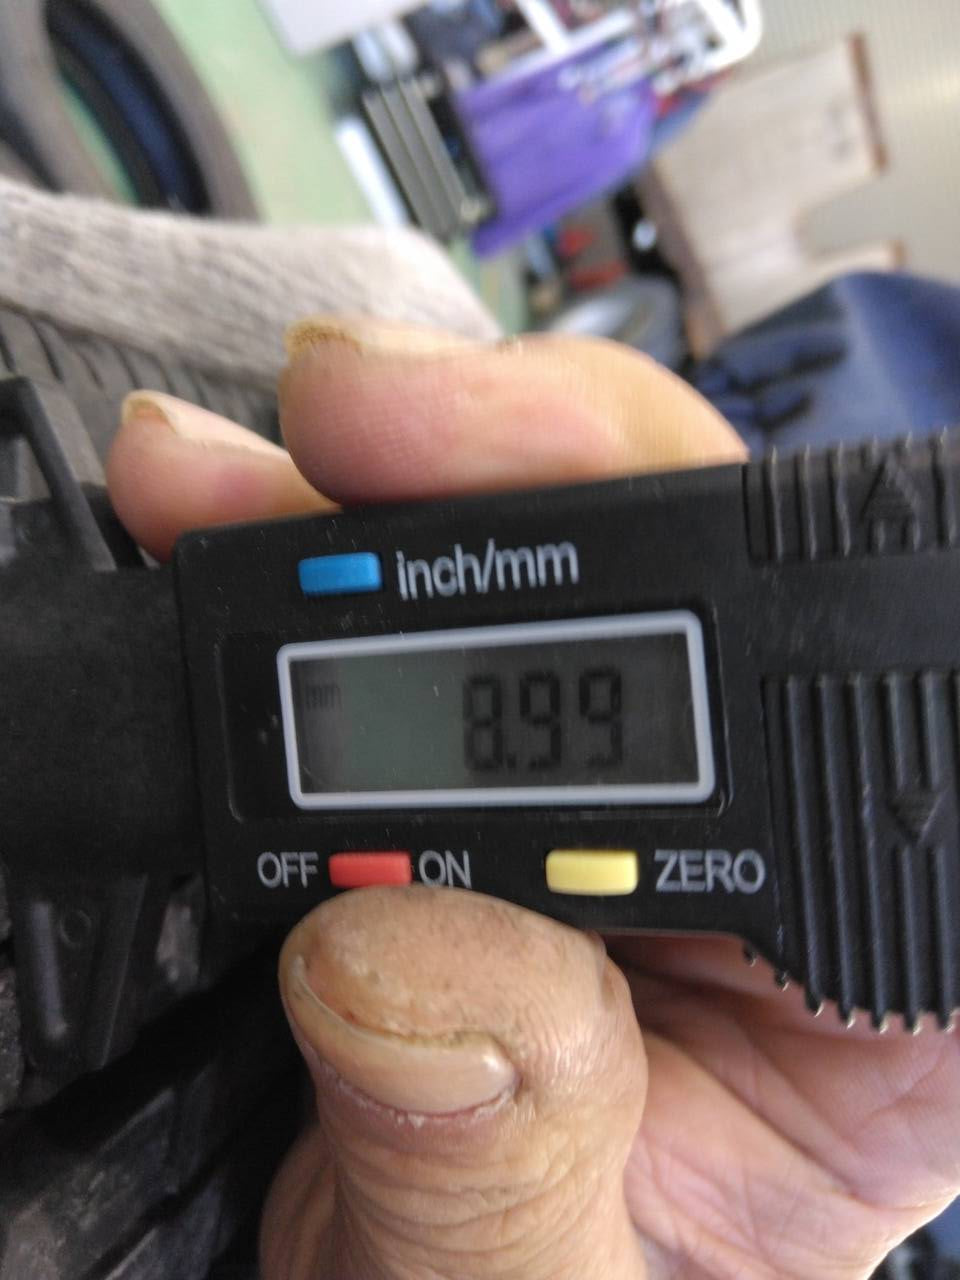 inch/mm
mm 8.99
OFF ON ZERO